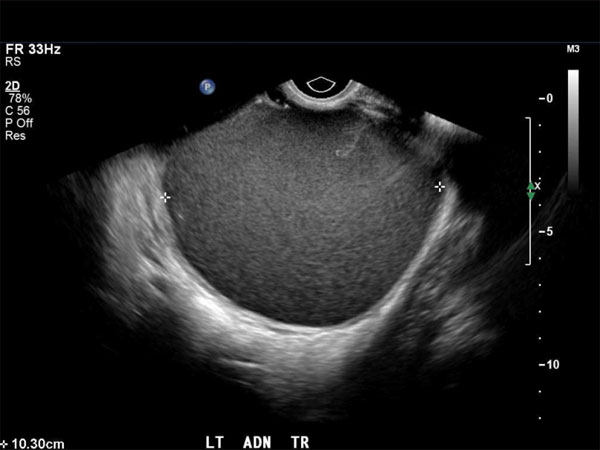 FR 33Hz
RS
M3
2D
78%
C 56
P Off
Res
P
-0
x
-5
-10
10.30cm
LT ADN TR